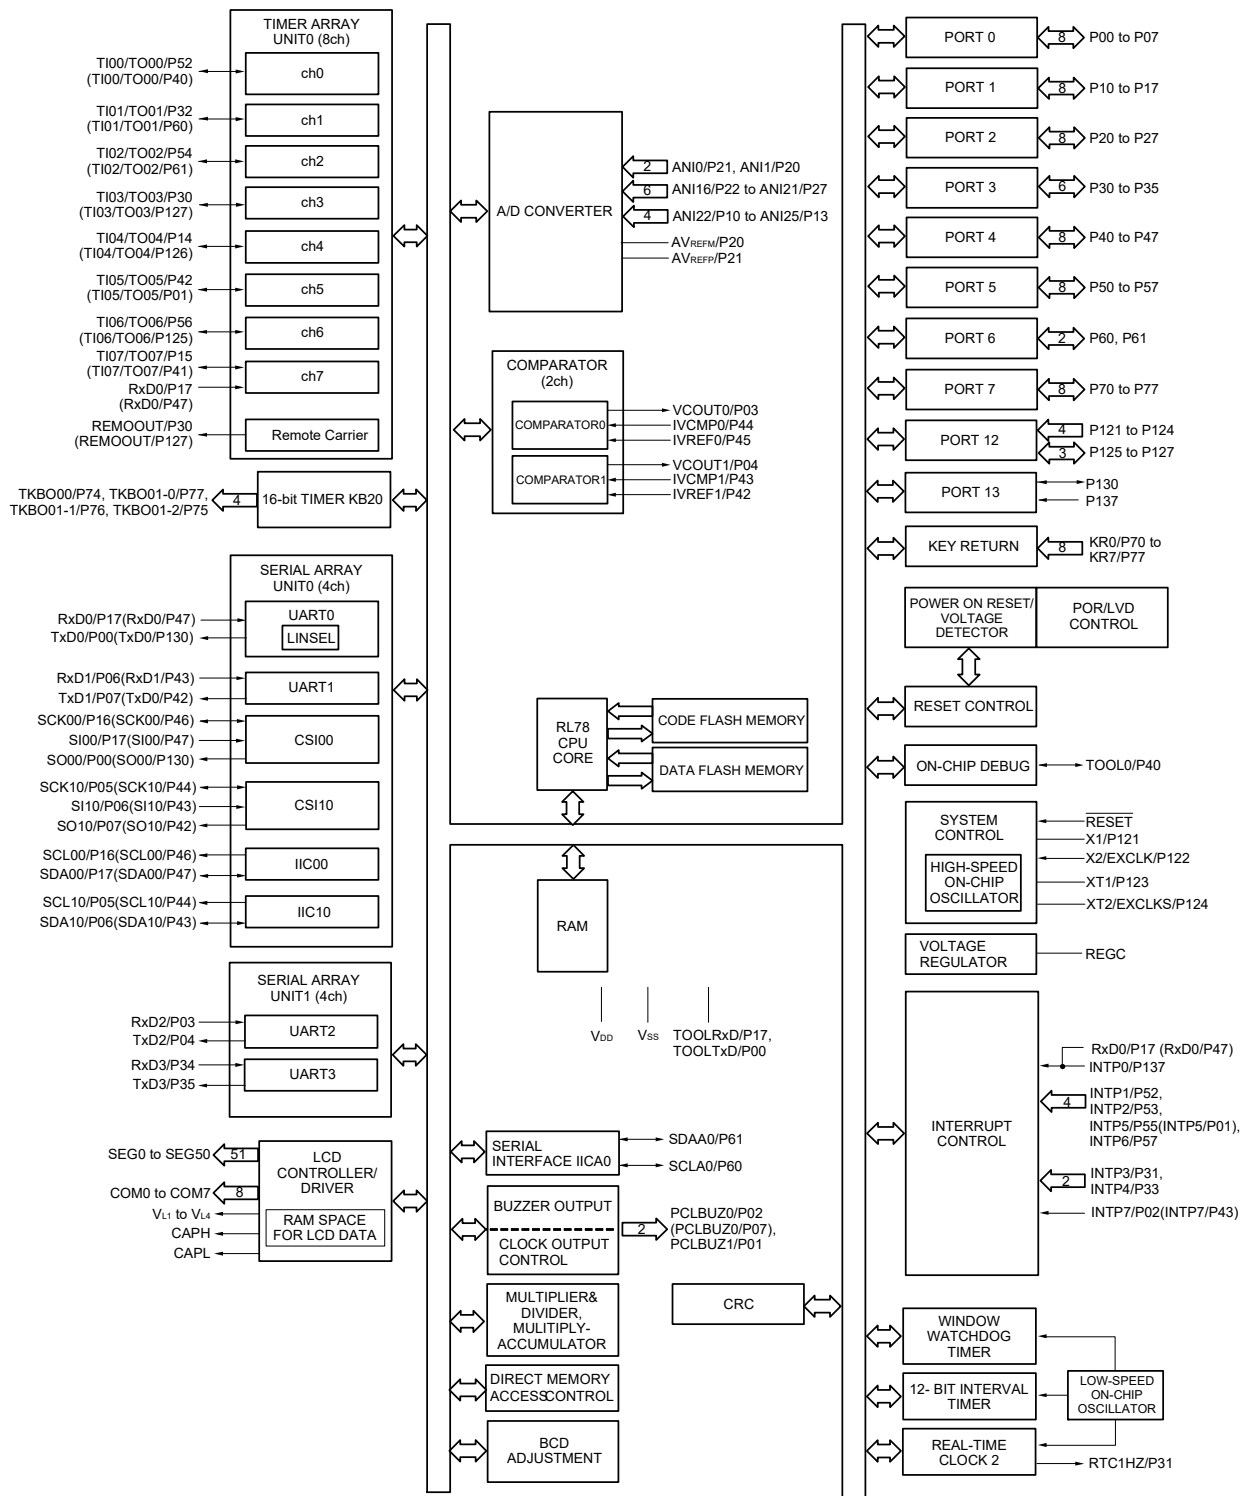 TIMER ARRAY
UNIT0 (8ch)
TI00/TO00/P52
(TI00/TO00/P40)
ch0
TI01/TO01/P32
(TI01/TO01/P60)
ch1
TI02/TO02/P54
(TI02/TO02/P61)
ch2
TI03/TO03/P30
(TI03/TO03/P127)
ch3
TI04/TO04/P14
(TI04/TO04/P126)
ch4
TI05/TO05/P42
(TI05/TO05/P01)
ch5
TI06/TO06/P56
(TI06/TO06/P125)
ch6
TI07/TO07/P15
(TI07/TO07/P41)
ch7
RxD0/P17
(RxD0/P47)
REMOOUT/P30
(REMOOUT/P127)
Remote Carrier
TKBO00/P74, TKBO01-0/P77,
TKBO01-1/P76, TKBO01-2/P75
4
16-bit TIMER KB20
SERIAL ARRAY
UNIT0 (4ch)
RxD0/P17(RxD0/P47)
TxD0/P00(TxD0/P130)
UART0
LINSEL
RxD1/P06(RxD1/P43)
TxD1/P07(TxD0/P42)
UART1
SCK00/P16(SCK00/P46)
SI00/P17(SI00/P47)
SO00/P00(SO00/P130)
CSI00
SCK10/P05(SCK10/P44)
SI10/P06(SI10/P43)
SO10/P07(SO10/P42)
CSI10
SCL00/P16(SCL00/P46)
SDA00/P17(SDA00/P47)
IIC00
SCL10/P05(SCL10/P44)
SDA10/P06(SDA10/P43)
IIC10
SERIAL ARRAY
UNIT1 (4ch)
RxD2/P03
TxD2/P04
UART2
RxD3/P34
TxD3/P35
UART3
SEG0 to SEG50
51
COM0 to COM7
8
VL1 to VL4
CAPH
CAPL
LCD
CONTROLLER/
DRIVER
RAM SPACE
FOR LCD DATA
A/D CONVERTER
2
ANI0/P21, ANI1/P20
6
ANI16/P22 to ANI21/P27
4
ANI22/P10 to ANI25/P13
AVREFM/P20
AVREFP/P21
COMPARATOR
(2ch)
COMPARATOR0
VCOUT0/P03
IVCMP0/P44
IVREF0/P45
COMPARATOR1
VCOUT1/P04
IVCMP1/P43
IVREF1/P42
RL78
CPU
CORE
CODE FLASH MEMORY
DATA FLASH MEMORY
RAM
VDD
VSS
TOOLRxD/P17,
TOOLTxD/P00
SERIAL
INTERFACE IICA0
SDAA0/P61
SCLA0/P60
BUZZER OUTPUT
CLOCK OUTPUT
CONTROL
2
PCLBUZ0/P02
(PCLBUZ0/P07),
PCLBUZ1/P01
MULTIPLIER&
DIVIDER,
MULITIPLY-
ACCUMULATOR
DIRECT MEMORY
ACCESSCONTROL
BCD
ADJUSTMENT
CRC
PORT 0
8
P00 to P07
PORT 1
8
P10 to P17
PORT 2
8
P20 to P27
PORT 3
6
P30 to P35
PORT 4
8
P40 to P47
PORT 5
8
P50 to P57
PORT 6
2
P60, P61
PORT 7
8
P70 to P77
PORT 12
4
P121 to P124
3
P125 to P127
PORT 13
P130
P137
KEY RETURN
8
KR0/P70 to
KR7/P77
POWER ON RESET/
VOLTAGE
DETECTOR
POR/LVD
CONTROL
RESET CONTROL
ON-CHIP DEBUG
TOOL0/P40
SYSTEM
CONTROL
HIGH-SPEED
ON-CHIP
OSCILLATOR
RESET
X1/P121
X2/EXCLK/P122
XT1/P123
XT2/EXCLKS/P124
VOLTAGE
REGULATOR
REGC
INTERRUPT
CONTROL
RxD0/P17 (RxD0/P47)
INTP0/P137
4
INTP1/P52,
INTP2/P53,
INTP5/P55(INTP5/P01),
INTP6/P57
2
INTP3/P31,
INTP4/P33
INTP7/P02(INTP7/P43)
WINDOW
WATCHDOG
TIMER
12- BIT INTERVAL
TIMER
LOW-SPEED
ON-CHIP
OSCILLATOR
REAL-TIME
CLOCK 2
RTC1HZ/P31